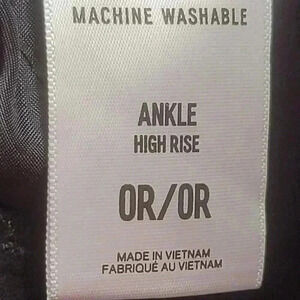 MACHINE WASHABLE
ANKLE
HIGH RISE
0R/0R
MADE IN VIETNAM
FABRIQUÉ AU VIETNAM